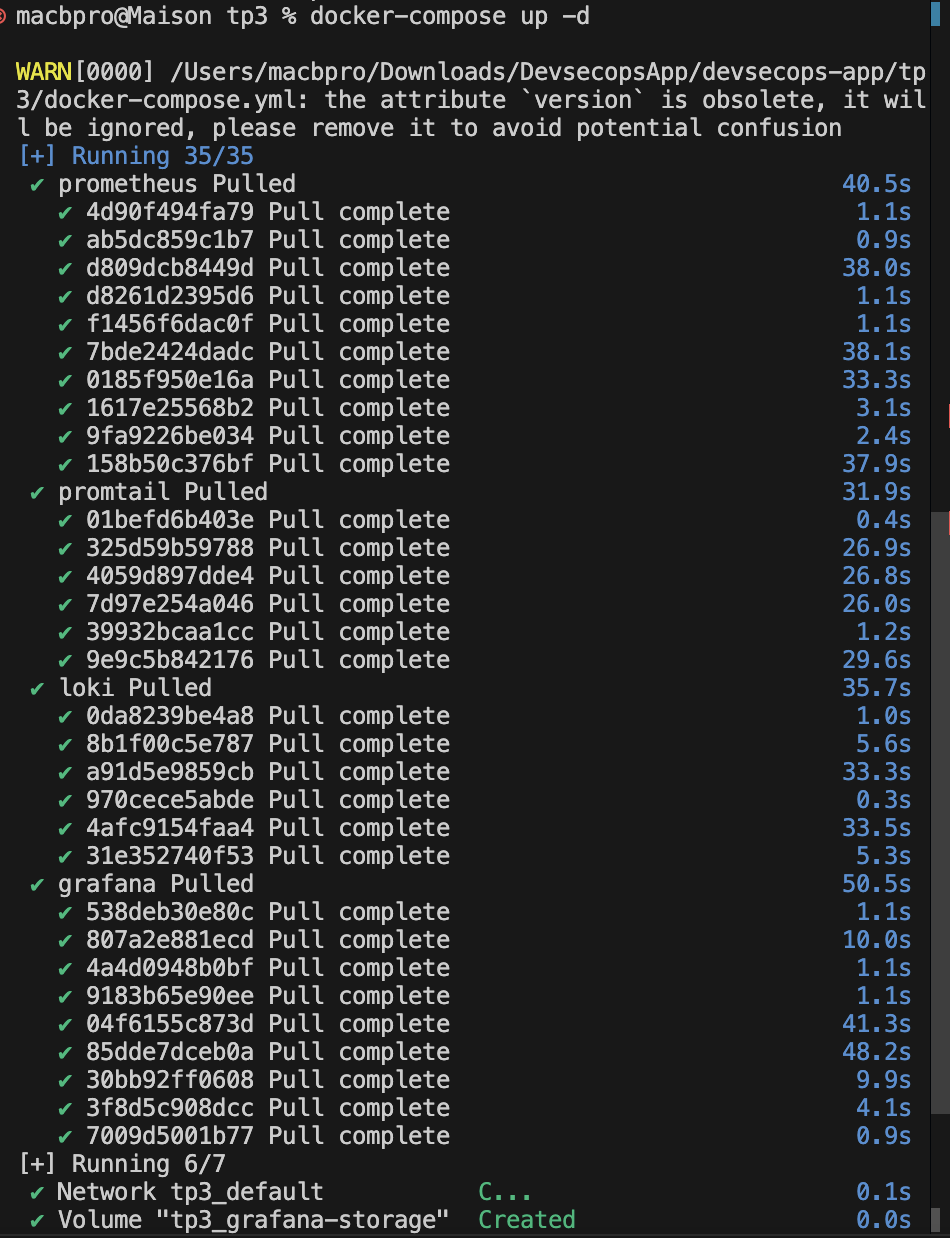 macbpro@Maison tp3 % docker-compose up -d
WARN[0000] /Users/macbpro/Downloads/DevsecopsApp/devsecops-app/tp
3/docker-compose.yml: the attribute `version` is obsolete, it wil
l be ignored, please remove it to avoid potential confusion
[+] Running 35/35
✔ prometheus Pulled 40.5s
✔ 4d90f494fa79 Pull complete 1.1s
✔ ab5dc859c1b7 Pull complete 0.9s
✔ d809dcb8449d Pull complete 38.0s
✔ d8261d2395d6 Pull complete 1.1s
✔ f1456f6dac0f Pull complete 1.1s
✔ 7bde2424dadc Pull complete 38.1s
✔ 0185f950e16a Pull complete 33.3s
✔ 1617e25568b2 Pull complete 3.1s
✔ 9fa9226be034 Pull complete 2.4s
✔ 158b50c376bf Pull complete 37.9s
✔ promtail Pulled 31.9s
✔ 01befd6b403e Pull complete 0.4s
✔ 325d59b59788 Pull complete 26.9s
✔ 4059d897dde4 Pull complete 26.8s
✔ 7d97e254a046 Pull complete 26.0s
✔ 39932bcaa1cc Pull complete 1.2s
✔ 9e9c5b842176 Pull complete 29.6s
✔ loki Pulled 35.7s
✔ 0da8239be4a8 Pull complete 1.0s
✔ 8b1f00c5e787 Pull complete 5.6s
✔ a91d5e9859cb Pull complete 33.3s
✔ 970cece5abde Pull complete 0.3s
✔ 4afc9154faa4 Pull complete 33.5s
✔ 31e352740f53 Pull complete 5.3s
✔ grafana Pulled 50.5s
✔ 538deb30e80c Pull complete 1.1s
✔ 807a2e881ecd Pull complete 10.0s
✔ 4a4d0948b0bf Pull complete 1.1s
✔ 9183b65e90ee Pull complete 1.1s
✔ 04f6155c873d Pull complete 41.3s
✔ 85dde7dceb0a Pull complete 48.2s
✔ 30bb92ff0608 Pull complete 9.9s
✔ 3f8d5c908dcc Pull complete 4.1s
✔ 7009d5001b77 Pull complete 0.9s
[+] Running 6/7
✔ Network tp3_default C... 0.1s
✔ Volume "tp3_grafana-storage" Created 0.0s